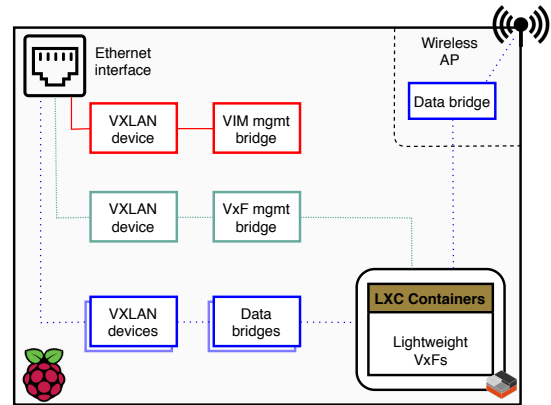 Ethernet
interface
Wireless
AP
Data bridge
VXLAN
device
VIM mgmt
bridge
VXLAN
device
VxF mgmt
bridge
VXLAN
devices
Data
bridges
LXC Containers
Lightweight
VxFs